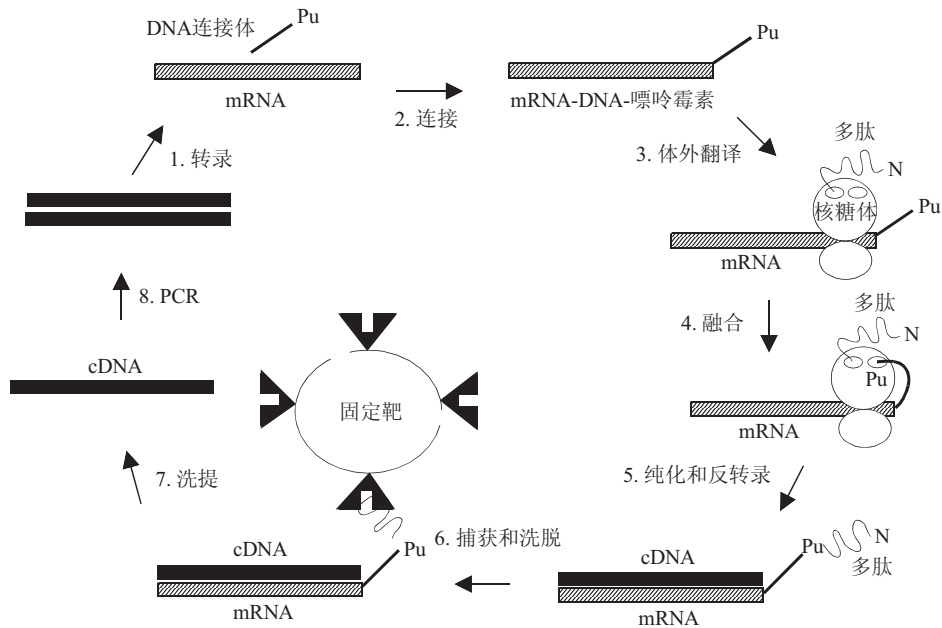 DNA连接体
Pu
mRNA
2. 连接
Pu
mRNA-DNA-嘌呤霉素
3. 体外翻译
多肽
N
核糖体
Pu
mRNA
4. 融合
多肽
N
Pu
mRNA
5. 纯化和反转录
Pu
N
多肽
cDNA
mRNA
6. 捕获和洗脱
Pu
cDNA
mRNA
固定靶
7. 洗提
cDNA
8. PCR
1. 转录